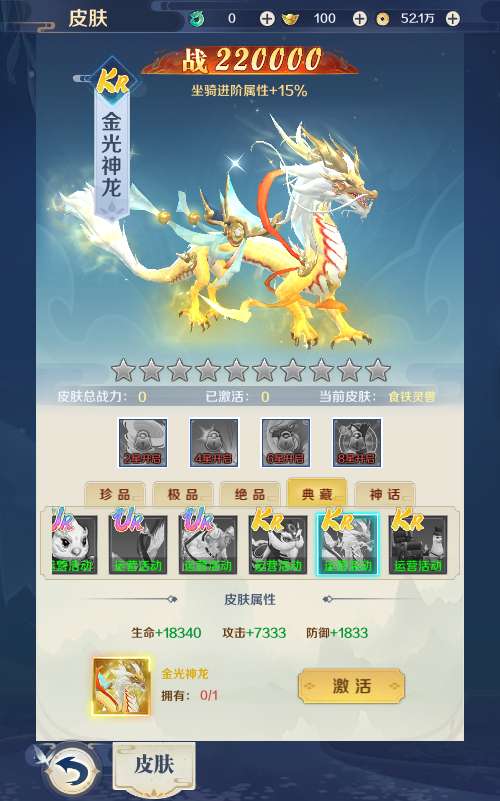 皮肤 0 100 52.1万
战 220000
坐骑进阶属性+15%
KR
金光神龙
皮肤总战力： 0 已激活： 0 当前皮肤： 食铁灵兽
2星开启 4星开启 6星开启 8星开启
珍品 极品 绝品 典藏 神话
UR UR UR KR KR KR
运营活动 运营活动 运营活动 运营活动 运营活动 运营活动
皮肤属性
生命+18340 攻击+7333 防御+1833
金光神龙
拥有： 0/1
激活
皮肤